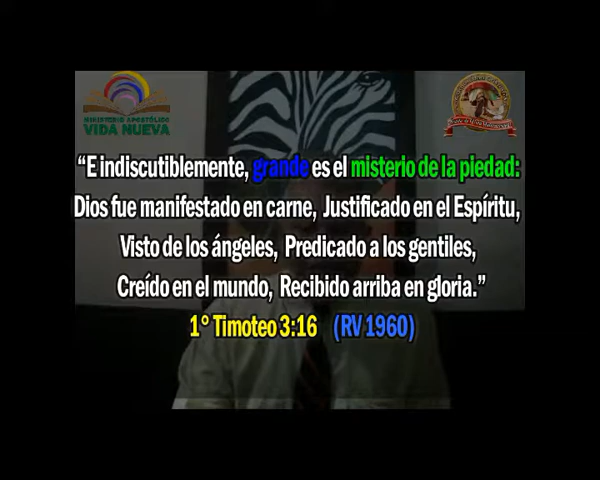 MINISTERIO APOSTÓLICO
VIDA NUEVA
“E indiscutiblemente, grande es el misterio de la piedad:
Dios fue manifestado en carne, Justificado en el Espíritu,
Visto de los ángeles, Predicado a los gentiles,
Creído en el mundo, Recibido arriba en gloria.”
1° Timoteo 3:16 (RV 1960)